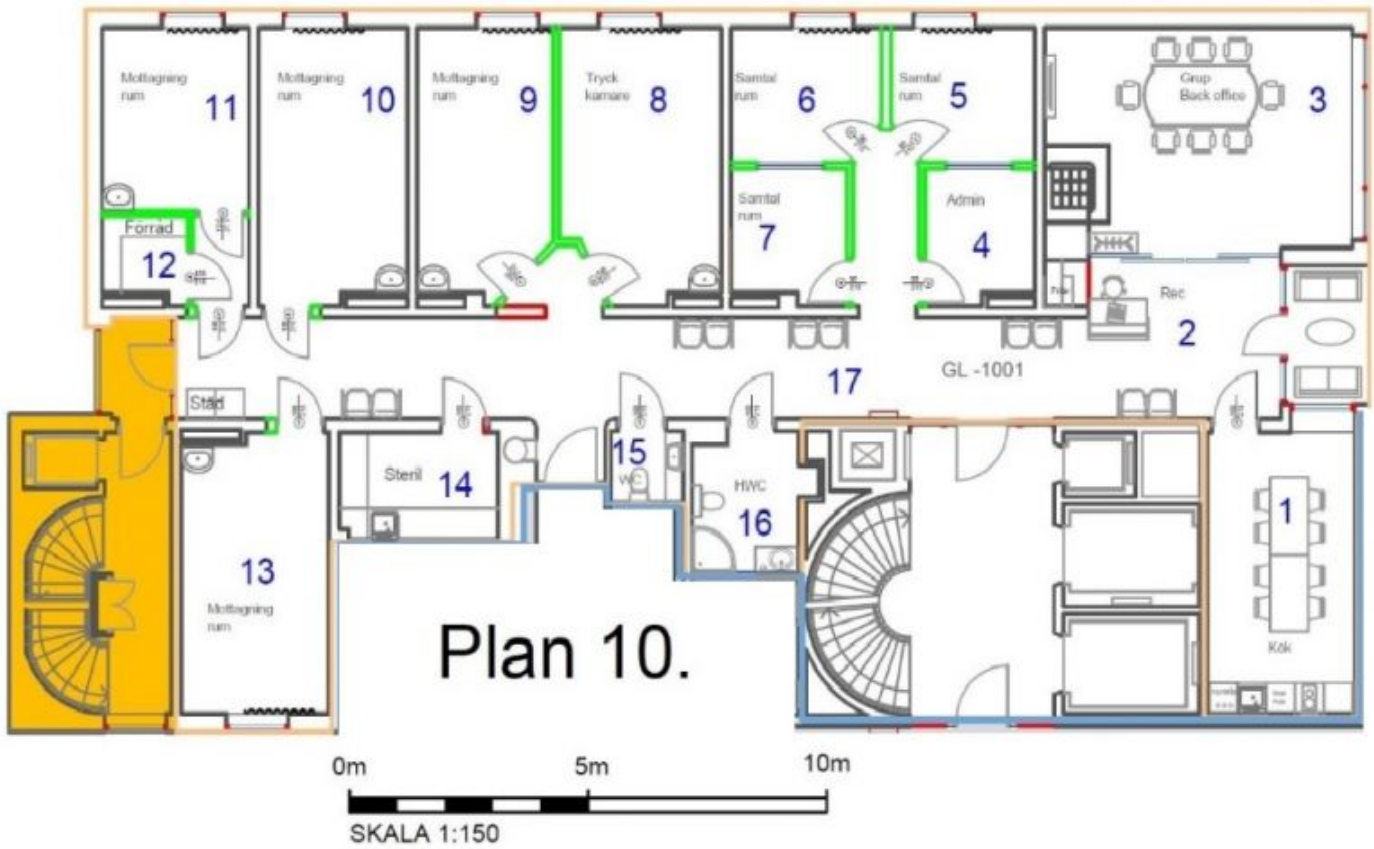 Mottagning
rum
11
Mottagning
rum
10
Mottagning
rum
9
Tryck
kamare
8
Samtal
rum
6
Samtal
rum
5
Grup
Back office
3
Förrad
12
Samtal
rum
7
Admin
4
Rec
2
GL -1001
17
Städ
Steril
14
15
WC
HWC
16
1
Kök
13
Mottagning
rum
Plan 10.
0m 5m 10m
SKALA 1:150